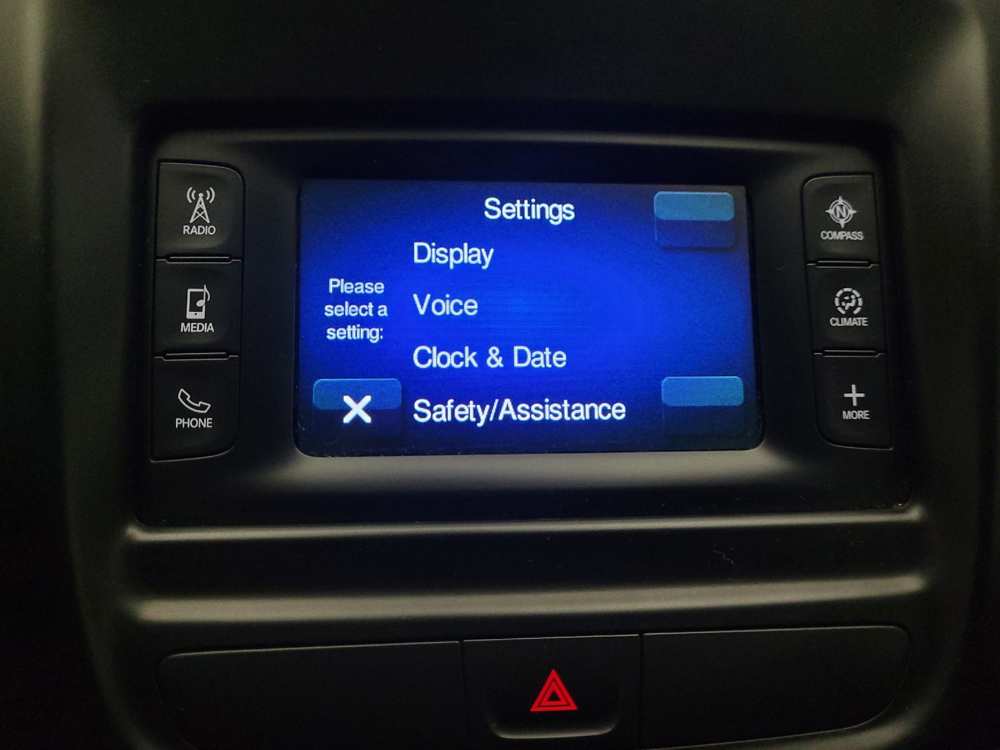 RADIO
MEDIA
PHONE
Settings
Display
Please
select a
setting:
Voice
Clock & Date
Safety/Assistance
N
COMPASS
CLIMATE
MORE